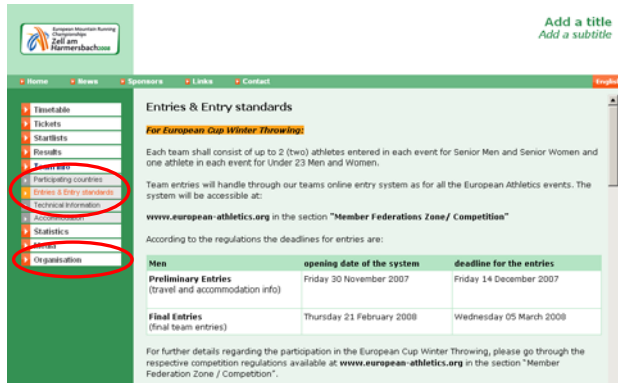 European Mountain Running
Championships
Zell am
Harmersbach2008
Add a title
Add a subtitle
Home News Sponsors Links Contact
English
Timetable
Tickets
Startlists
Results
Team Info
Participating countries
Entries & Entry standards
Technical Information
Accommodation
Statistics
Media
Organisation
Entries & Entry standards
For European Cup Winter Throwing:
Each team shall consist of up to 2 (two) athletes entered in each event for Senior Men and Senior Women and
one athlete in each event for Under 23 Men and Women.
Team entries will handle through our teams online entry system as for all the European Athletics events. The
system will be accessible at:
www.european-athletics.org in the section "Member Federations Zone/ Competition"
According to the regulations the deadlines for entries are:
Men opening date of the system deadline for the entries
Preliminary Entries Friday 30 November 2007 Friday 14 December 2007
(travel and accommodation info)
Final Entries Thursday 21 February 2008 Wednesday 05 March 2008
(final team entries)
For further details regarding the participation in the European Cup Winter Throwing, please go through the
respective competition regulations available at www.european-athletics.org in the section "Member
Federation Zone / Competition".